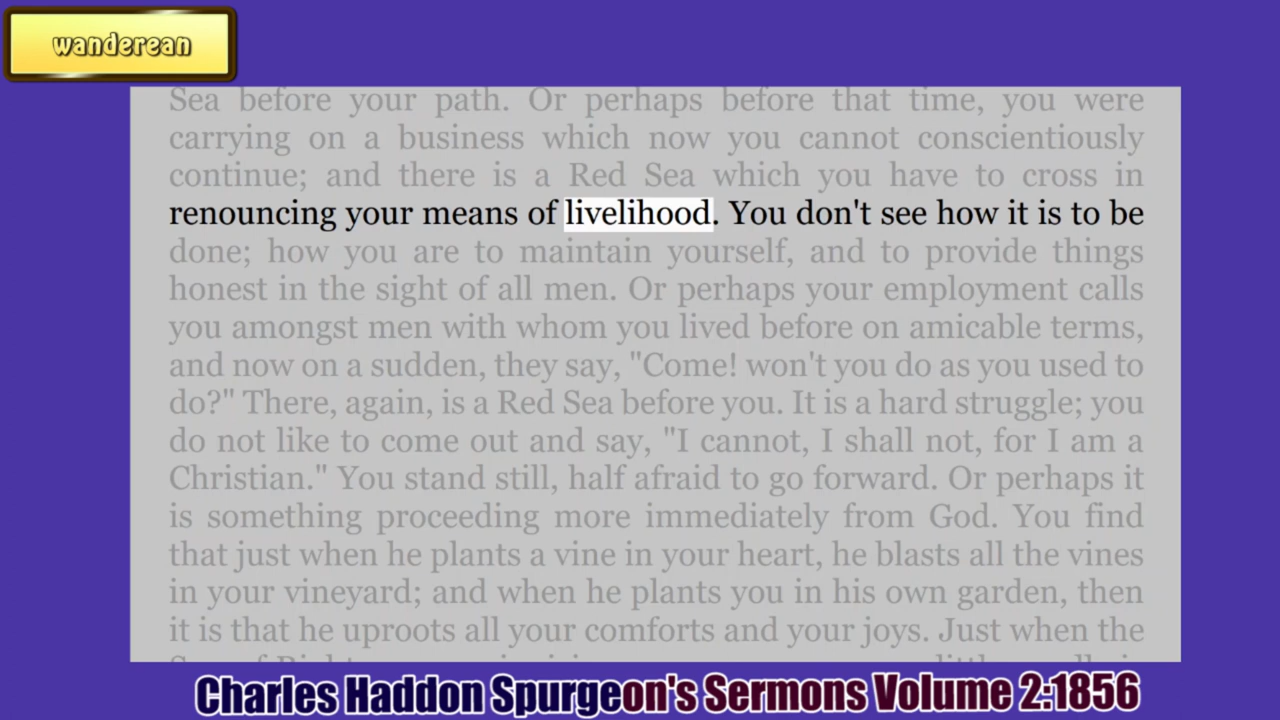 wanderean
Sea before your path. Or perhaps before that time, you were
carrying on a business which now you cannot conscientiously
continue; and there is a Red Sea which you have to cross in
renouncing your means of livelihood. You don't see how it is to be
done; how you are to maintain yourself, and to provide things
honest in the sight of all men. Or perhaps your employment calls
you amongst men with whom you lived before on amicable terms,
and now on a sudden, they say, "Come! won't you do as you used to
do?" There, again, is a Red Sea before you. It is a hard struggle; you
do not like to come out and say, "I cannot, I shall not, for I am a
Christian." You stand still, half afraid to go forward. Or perhaps it
is something proceeding more immediately from God. You find
that just when he plants a vine in your heart, he blasts all the vines
in your vineyard; and when he plants you in his own garden, then
it is that he uproots all your comforts and your joys. Just when the
Charles Haddon Spurgeon's Sermons Volume 2:1856